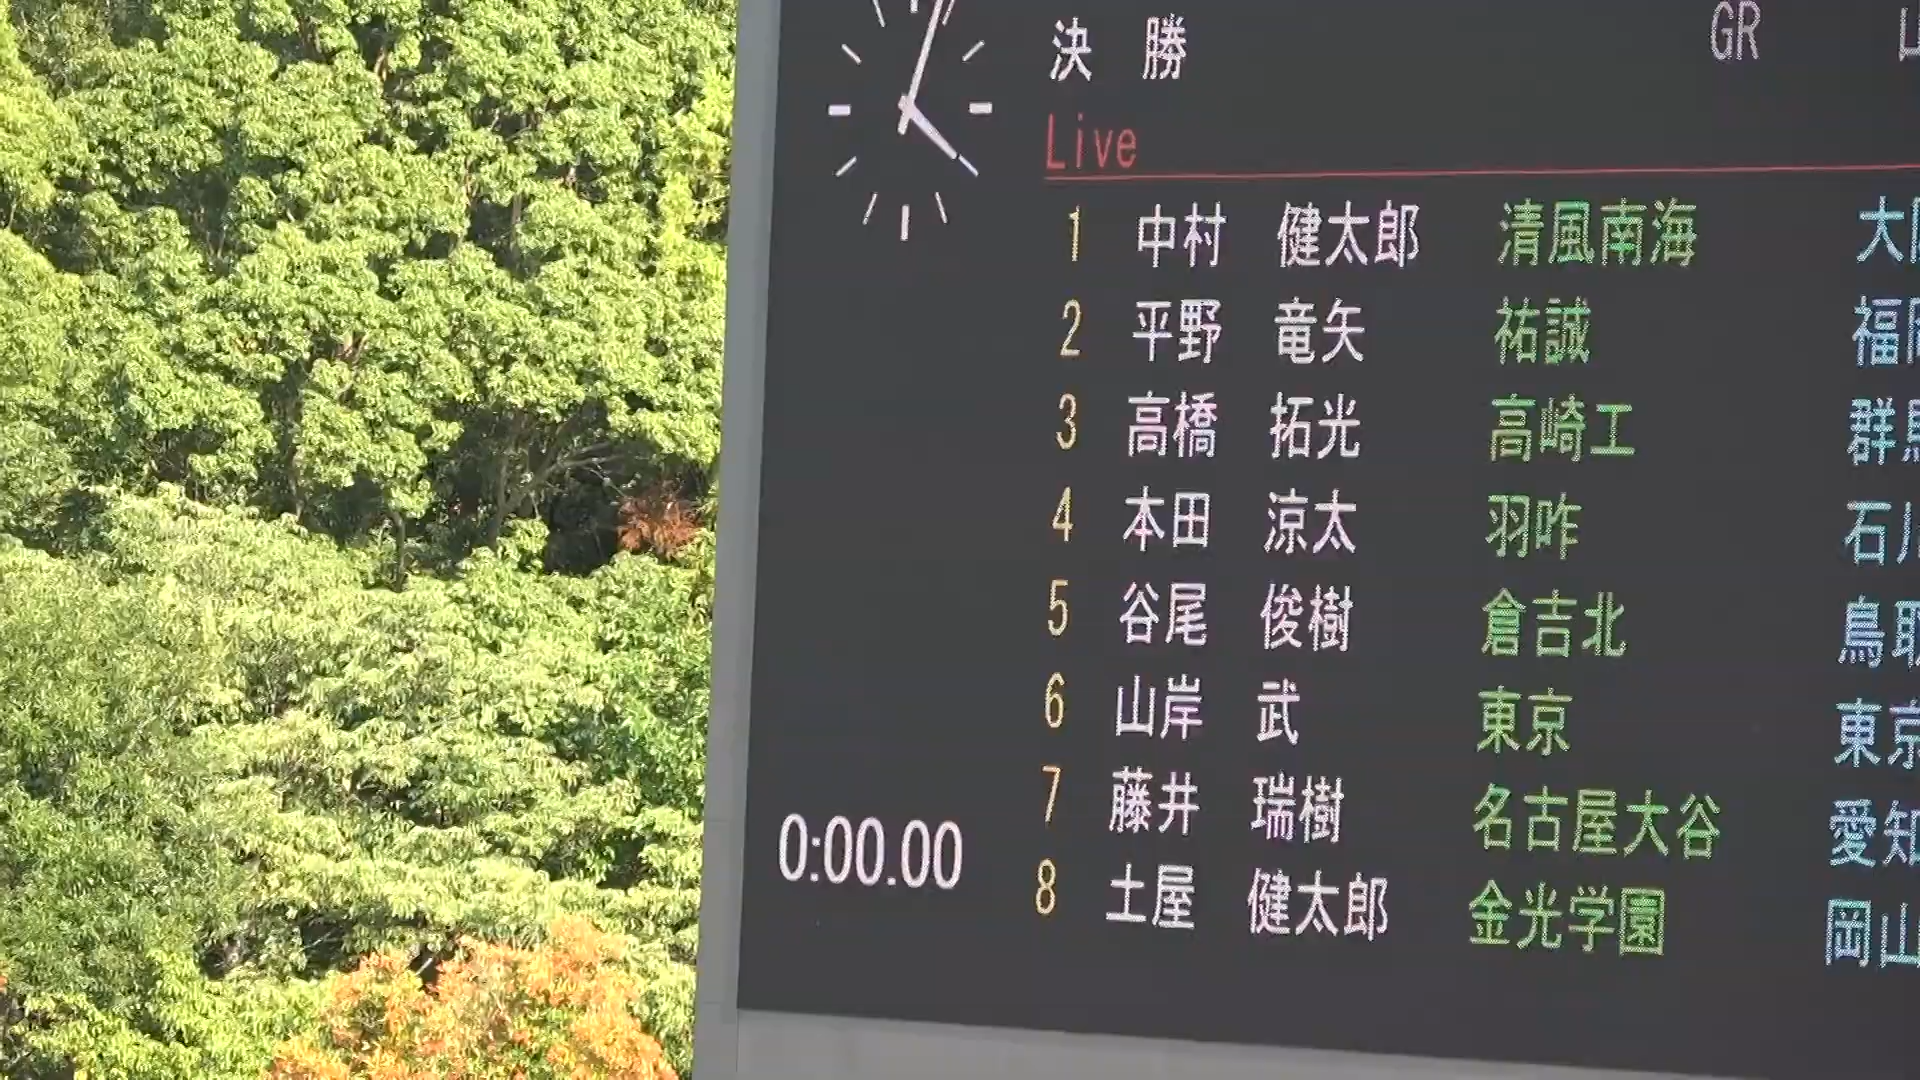 決 勝 GR
Live
1 中村 健太郎 清風南海 大
2 平野 竜矢 祐誠 福
3 高橋 拓光 高崎工 群
4 本田 涼太 羽咋 石川
5 谷尾 俊樹 倉吉北 鳥取
6 山岸 武 東京 東京
7 藤井 瑞樹 名古屋大谷 愛知
8 土屋 健太郎 金光学園 岡山
0:00.00